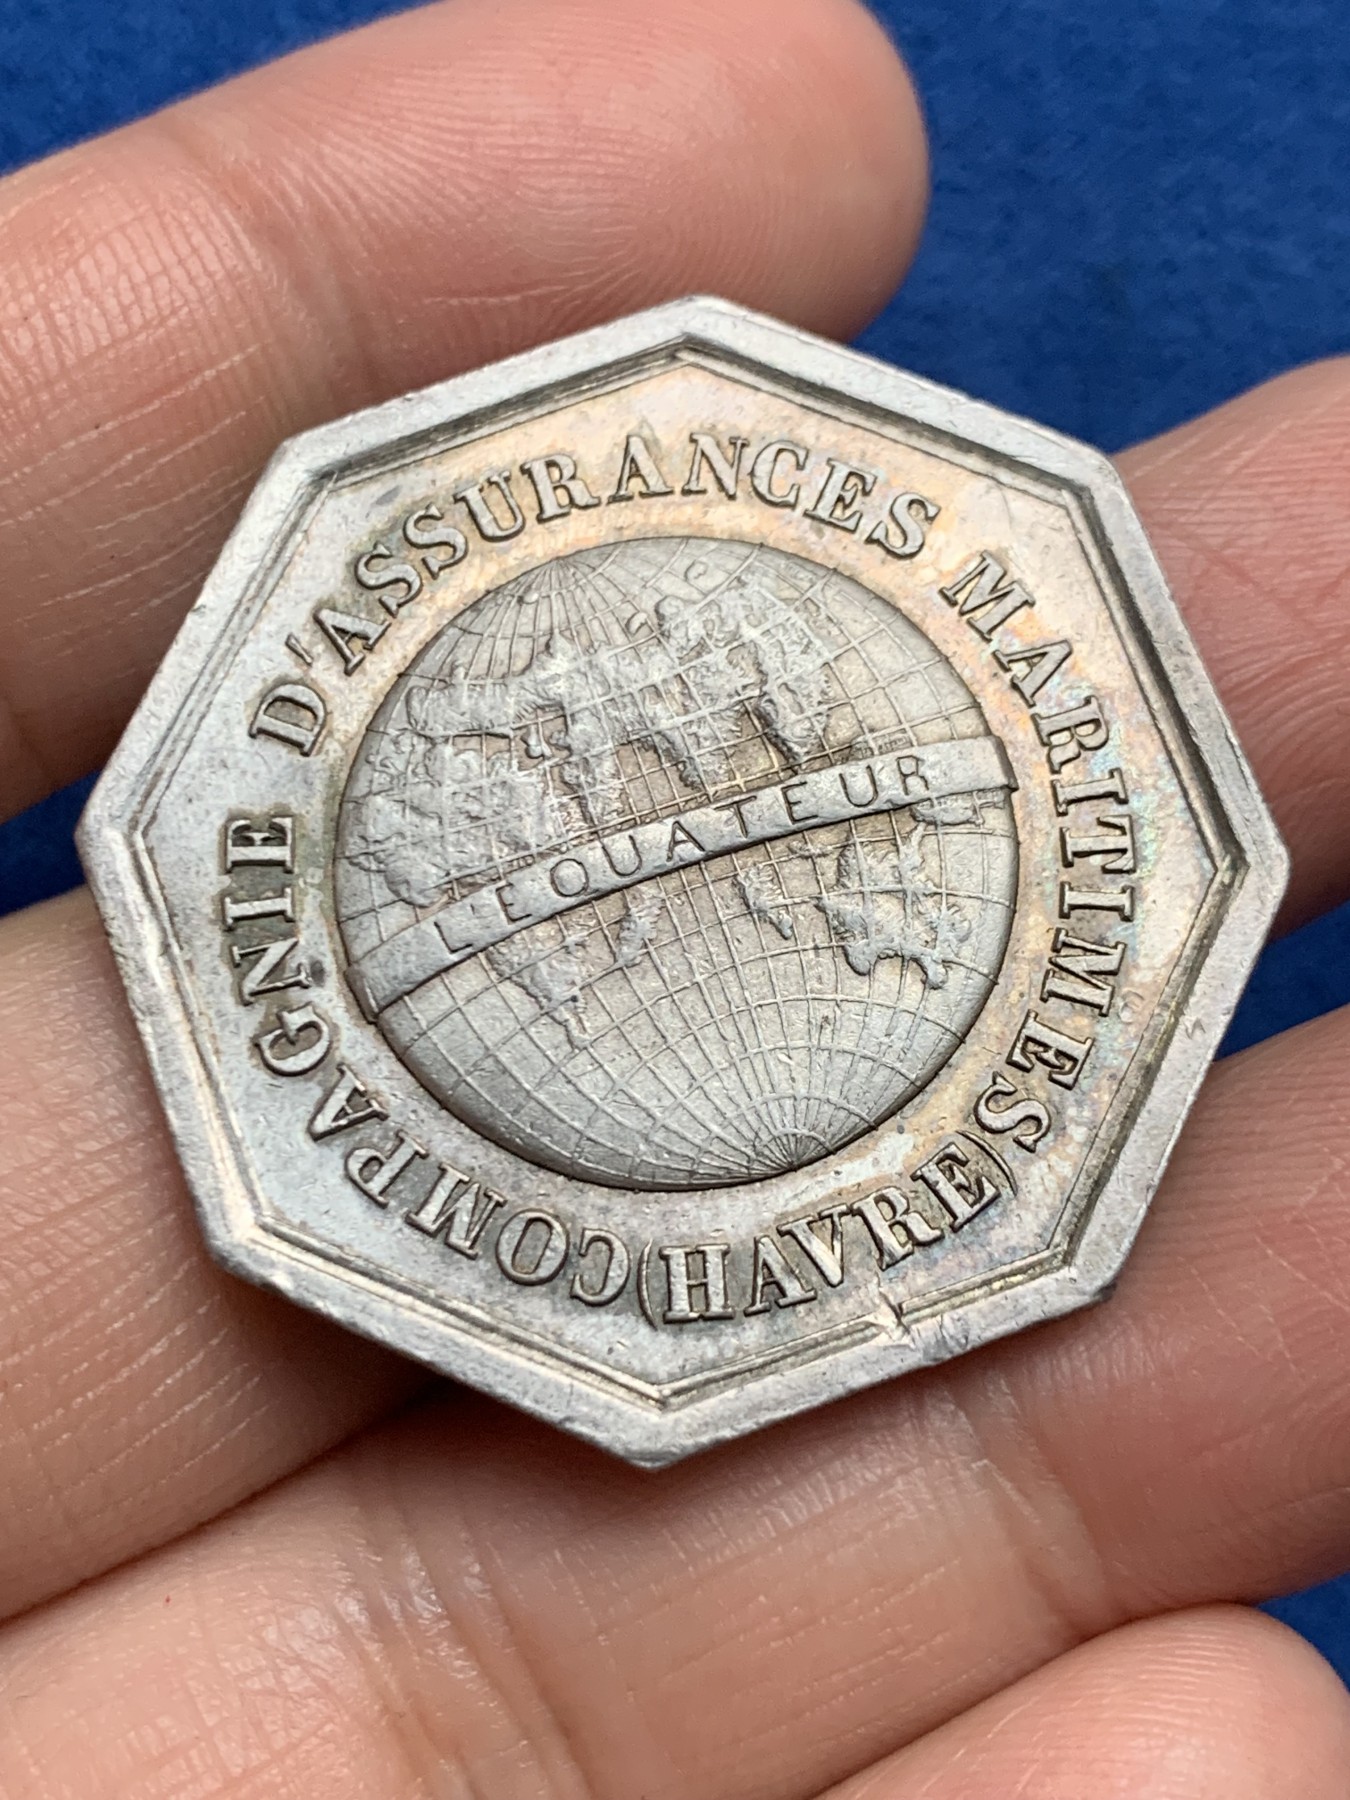 COMPAGNIE D'ASSURANCES MARITIMES
(HAVRE)
L'EQUATEUR